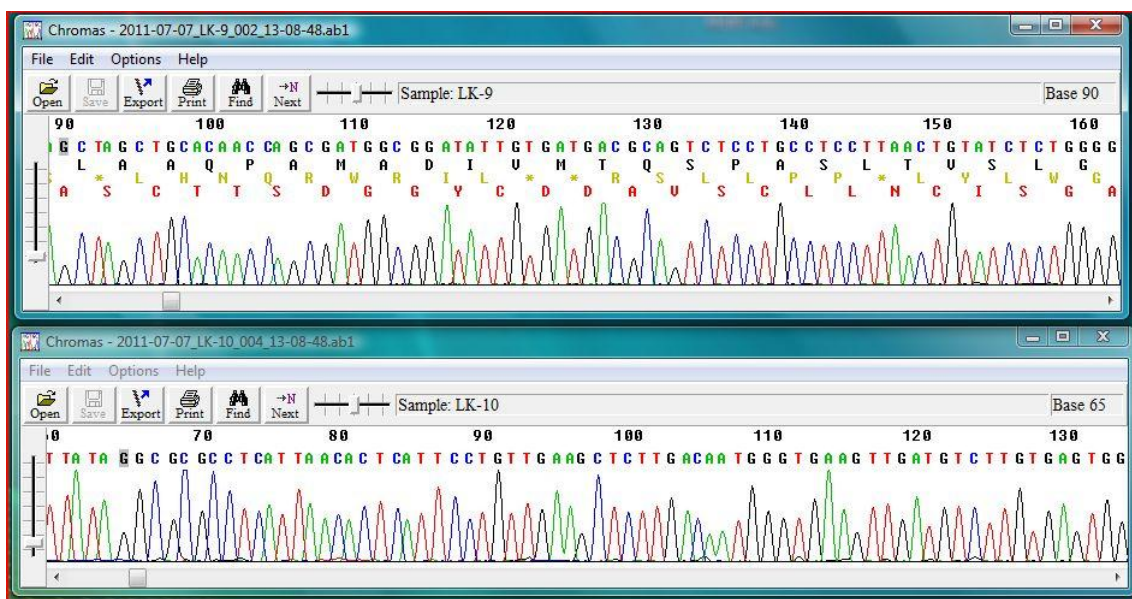 Chromas - 2011-07-07_LK-9_002_13-08-48.ab1
File Edit Options Help
Open Save Export Print Find →N Next Sample: LK-9 Base 90
90 100 110 120 130 140 150 160
GCTAGCTGCACAACCAGCGATGGCGGATATTGTGATGACGCAGTCTCCTGCCTCCTTAACTGTATCTCTGGGG
L A A Q P A M A D I V M T Q S P A S L T V S L G
* L H N Q R W R I L * * R S L L P P * L Y L W G
A S C T T S D G G Y C D D A V S C L L N C I S G A
Chromas - 2011-07-07_LK-10_004_13-08-48.ab1
File Edit Options Help
Open Save Export Print Find →N Next Sample: LK-10 Base 65
70 80 90 100 110 120 130
TTATAGGCGCGCCTCATTAACACTCATTCCTGTTGAAGCTCTTGACAATGGGTGAAGTTGATGTCTTGTGAGTGG